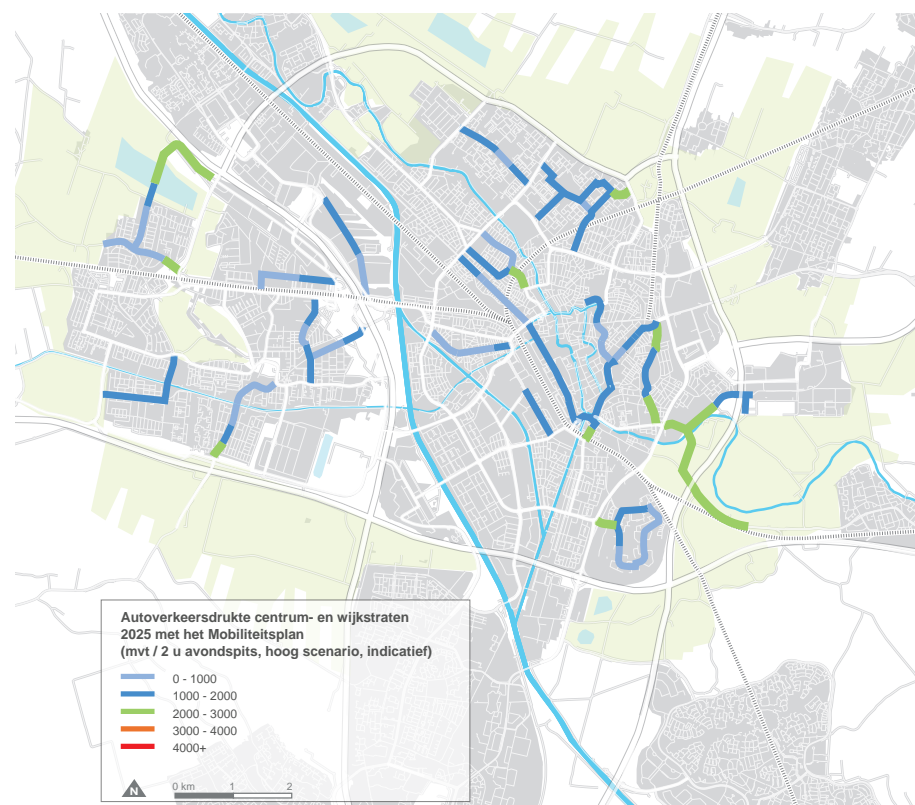 Autoverkeersdrukte centrum- en wijkstraten
2025 met het Mobiliteitsplan
(mvt / 2 u avondspits, hoog scenario, indicatief)
0 - 1000
1000 - 2000
2000 - 3000
3000 - 4000
4000+
N
0 km 1 2